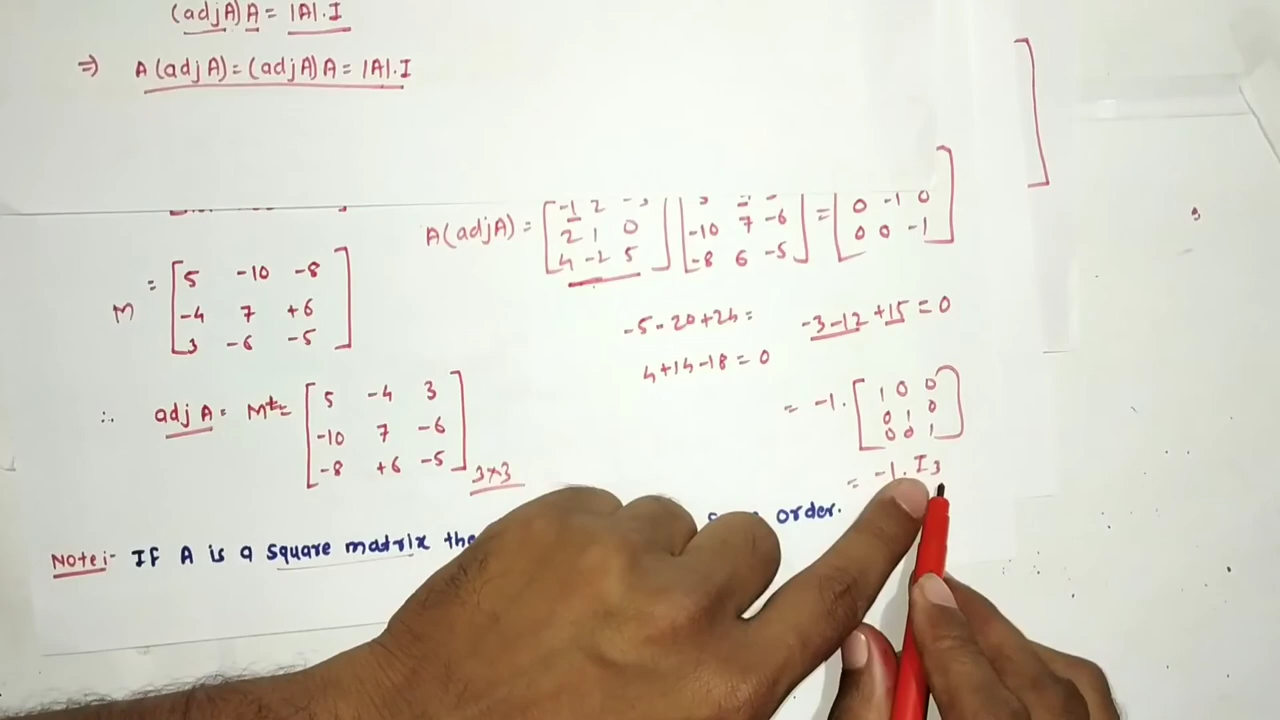 (adjA) A = |A|.I
⇒ A(adjA) = (adjA)A = |A|.I
A(adjA) = [-1 2 -3
2 1 0
4 -2 5] [
-10 7 -6
-8 6 -5] = [
0 -1 0
0 0 -1]
M = [5 -10 -8
-4 7 +6
3 -6 -5]
-5-20+24=
-3-12+15=0
4+14-18=0
∴ adj A = Mᵗ = [5 -4 3
-10 7 -6
-8 +6 -5] 3×3
= -1. [1 0 0
0 1 0
0 0 1]
= -1. I3
Note:- If A is a square matrix the order.